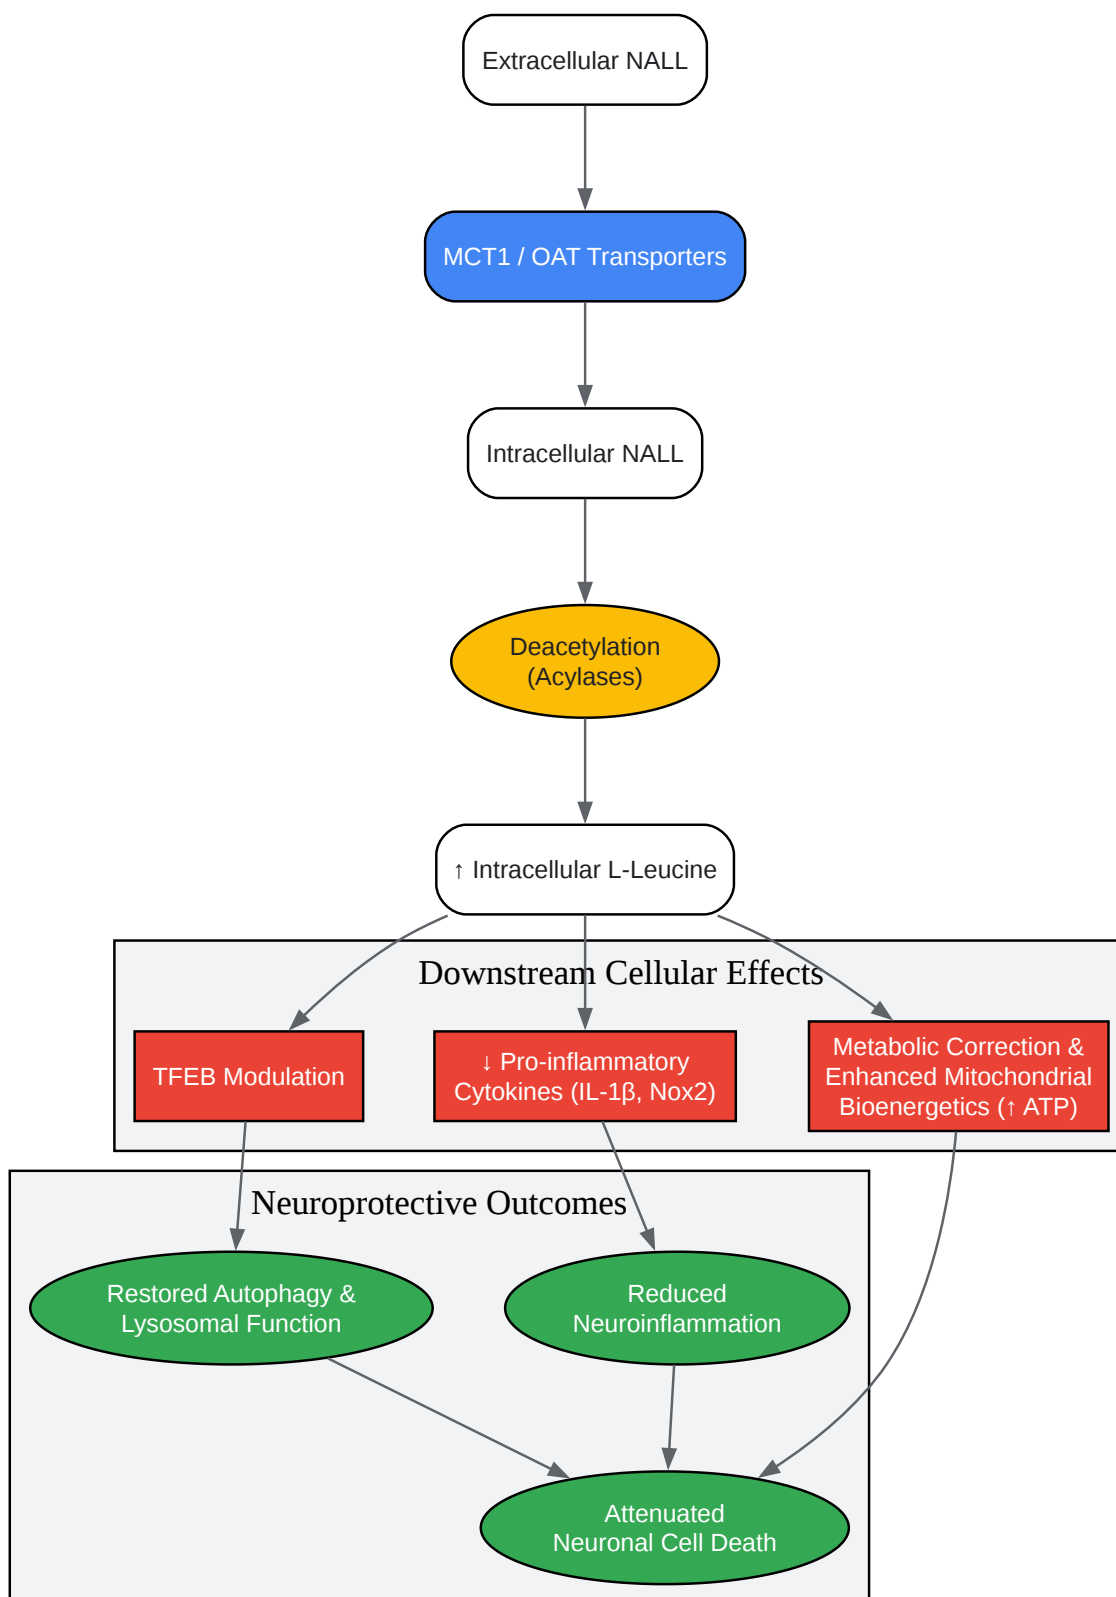 Extracellular NALL
MCT1 / OAT Transporters
Intracellular NALL
Deacetylation
(Acylases)
↑ Intracellular L-Leucine
Downstream Cellular Effects
TFEB Modulation
↓ Pro-inflammatory
Cytokines (IL-1β, Nox2)
Metabolic Correction &
Enhanced Mitochondrial
Bioenergetics (↑ ATP)
Neuroprotective Outcomes
Restored Autophagy &
Lysosomal Function
Reduced
Neuroinflammation
Attenuated
Neuronal Cell Death